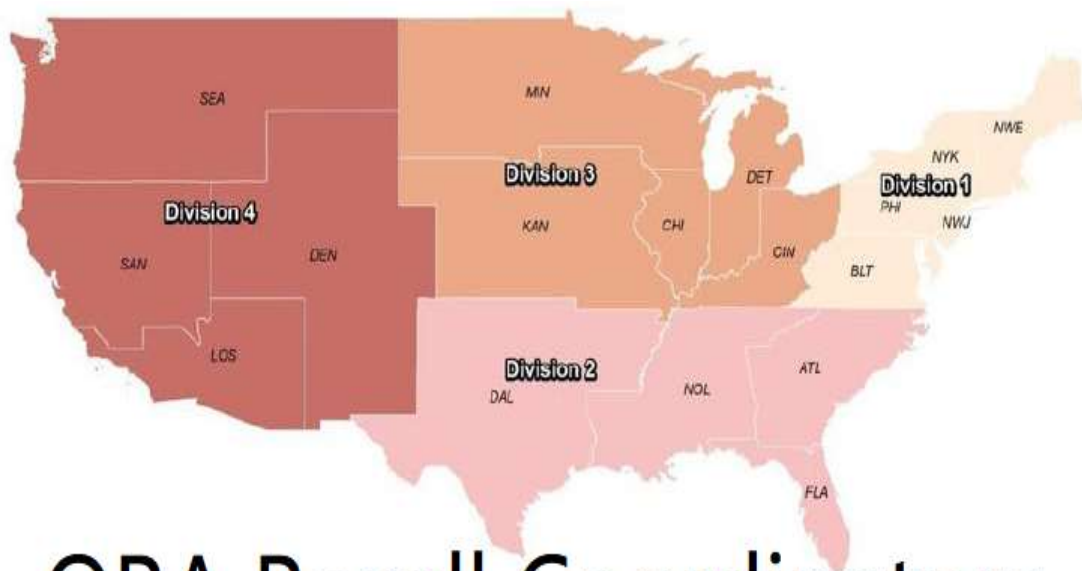 SEA
MIN
NWE
NYK
Division 3
DET
Division 1
PHI
Division 4
KAN
CHI
NWJ
SAN
DEN
CIN
BLT
LOS
Division 2
DAL
NOL
ATL
FLA